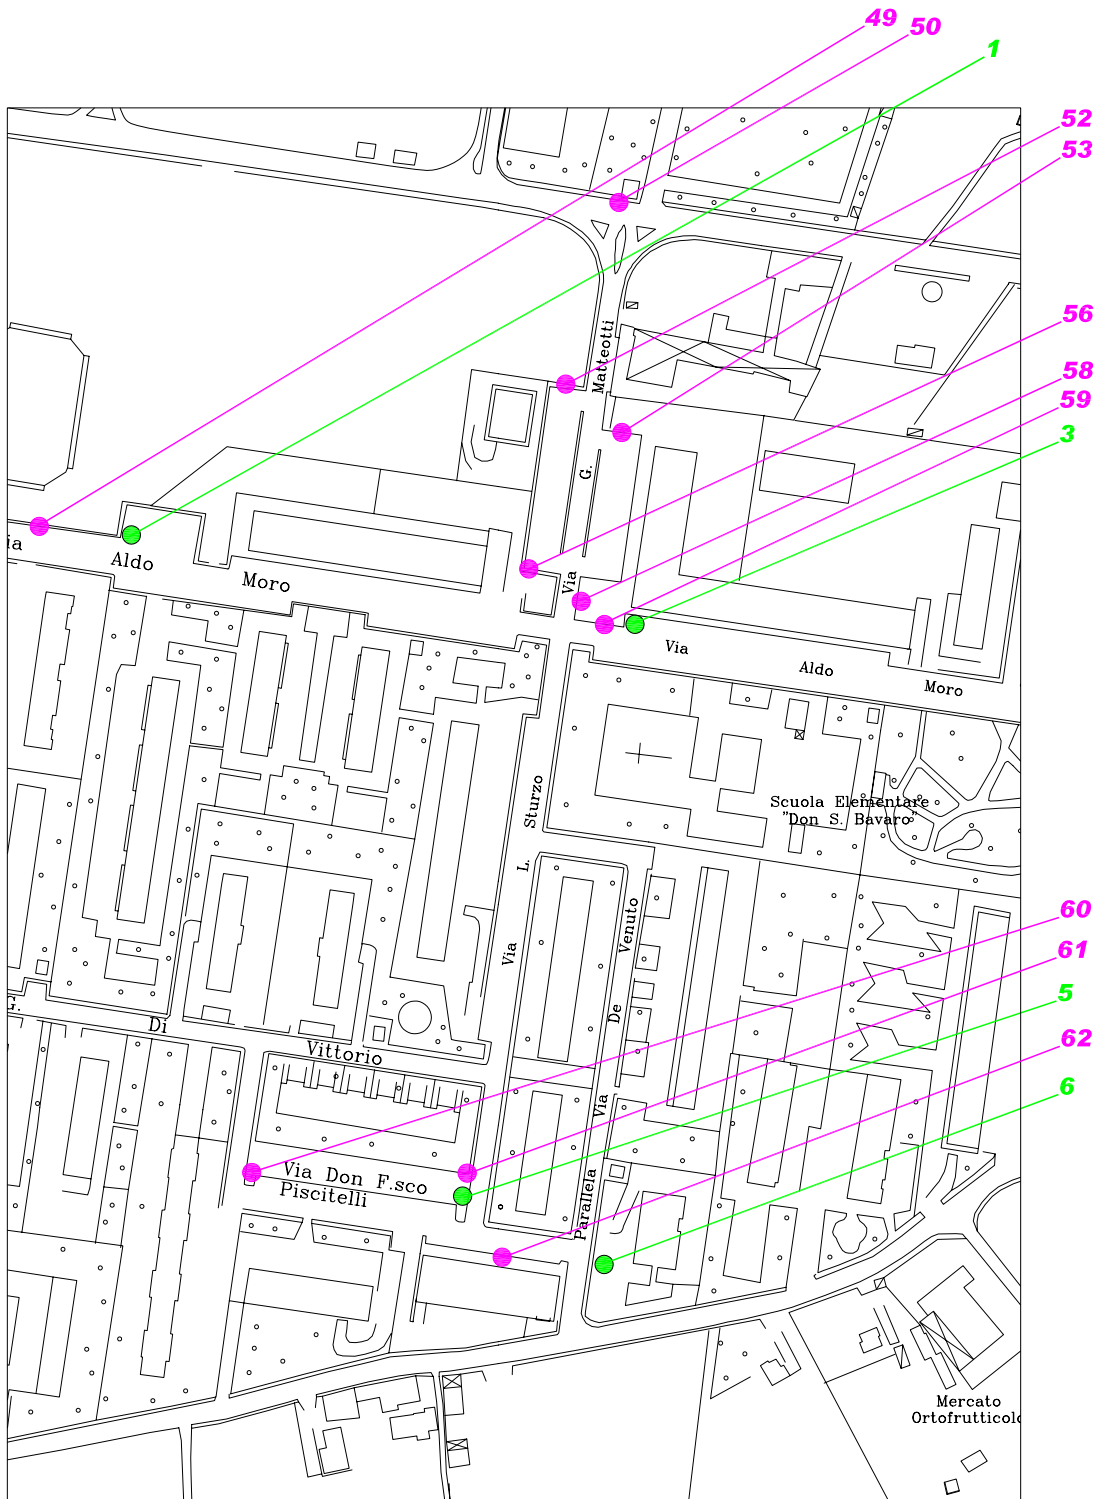 49
50
1
52
53
56
58
59
3
Matteotti
G.
Via
ia
Aldo
Moro
Via
Aldo
Moro
Sturzo
L.
Via
Scuola Elementare
"Don S. Bavaro"
60
61
5
62
6
Venuto
De
Via
Parallela
G.
Di
Vittorio
Via Don F.sco
Piscitelli
Mercato
Ortofrutticolo